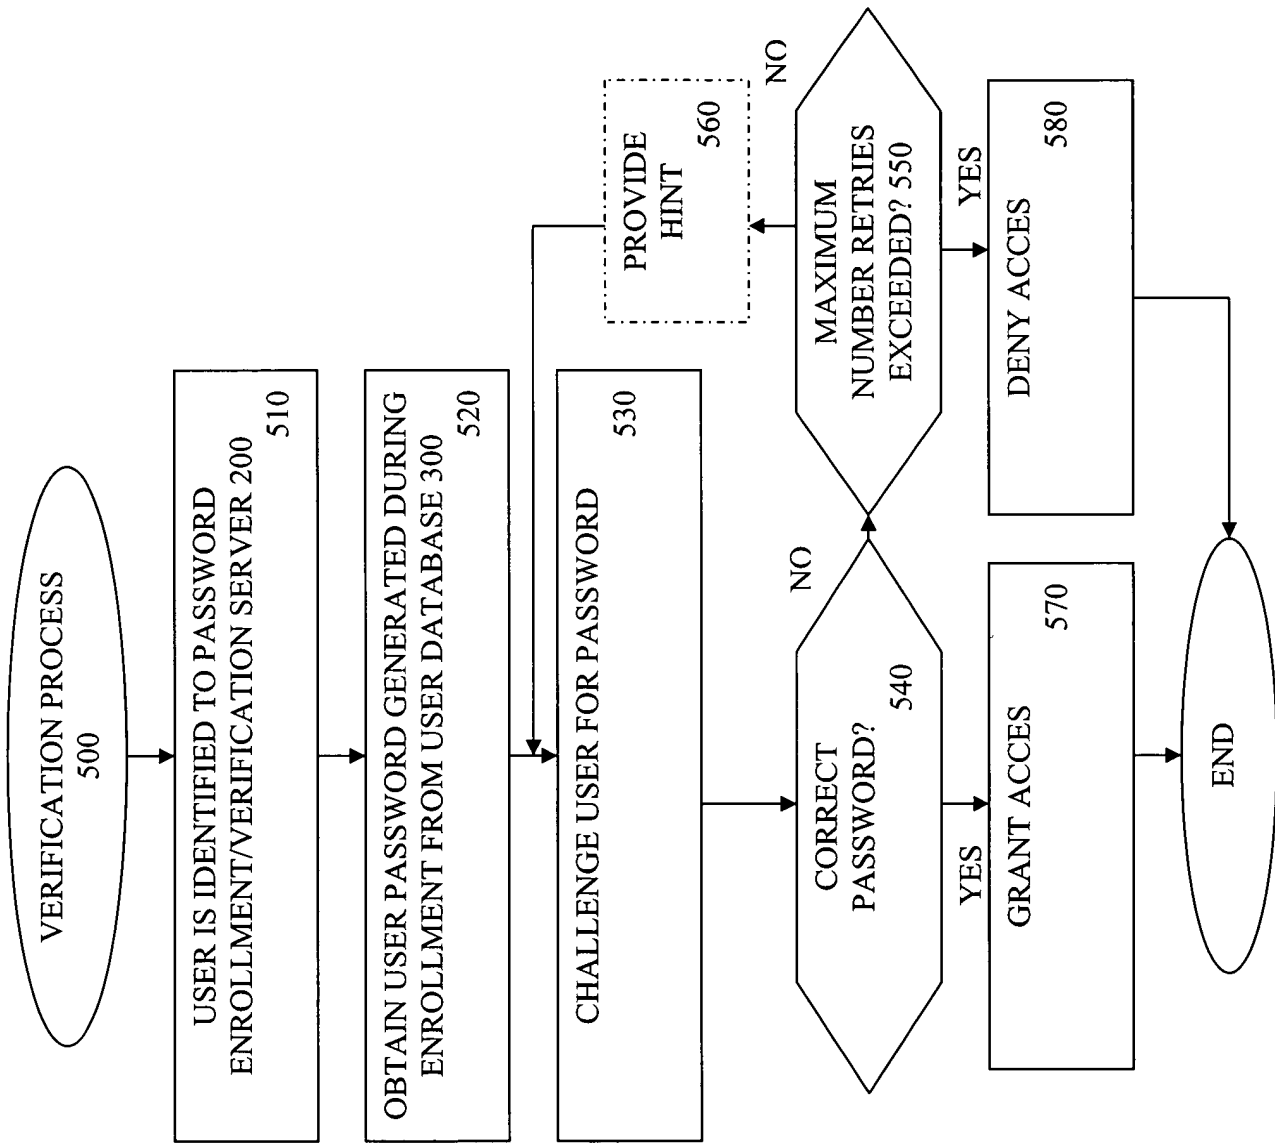 VERIFICATION PROCESS
500
USER IS IDENTIFIED TO PASSWORD
ENROLLMENT/VERIFICATION SERVER 200
510
OBTAIN USER PASSWORD GENERATED DURING
ENROLLMENT FROM USER DATABASE 300
520
CHALLENGE USER FOR PASSWORD
530
CORRECT
PASSWORD?
540
NO
YES
MAXIMUM
NUMBER RETRIES
EXCEEDED? 550
NO
YES
PROVIDE
HINT
560
GRANT ACCES
570
DENY ACCES
580
END